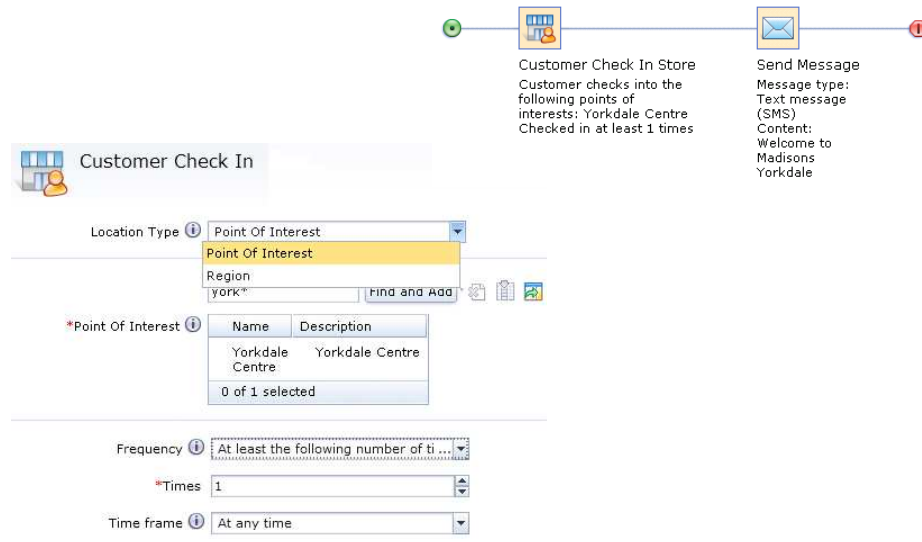 Customer Check In Store
Customer checks into the
following points of
interests: Yorkdale Centre
Checked in at least 1 times
Send Message
Message type:
Text message
(SMS)
Content:
Welcome to
Madisons
Yorkdale
Customer Check In
Location Type Point Of Interest
Point Of Interest
Region
york* Find and Add
*Point Of Interest Name Description
Yorkdale Centre Yorkdale Centre
0 of 1 selected
Frequency At least the following number of ti ...
*Times 1
Time frame At any time